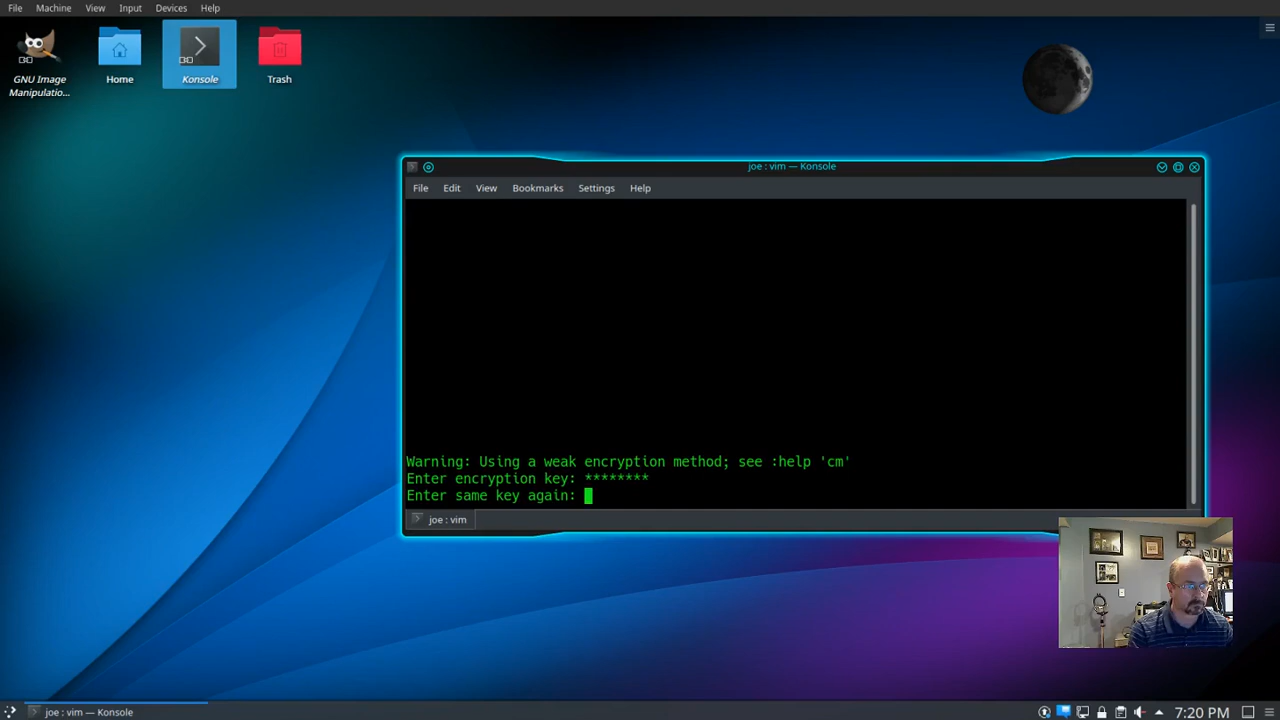 File Machine View Input Devices Help
GNU Image
Manipulatio...
Home
Konsole
Trash
joe : vim — Konsole
File Edit View Bookmarks Settings Help
Warning: Using a weak encryption method; see :help 'cm'
Enter encryption key: ********
Enter same key again:
joe : vim
joe : vim — Konsole
7:20 PM